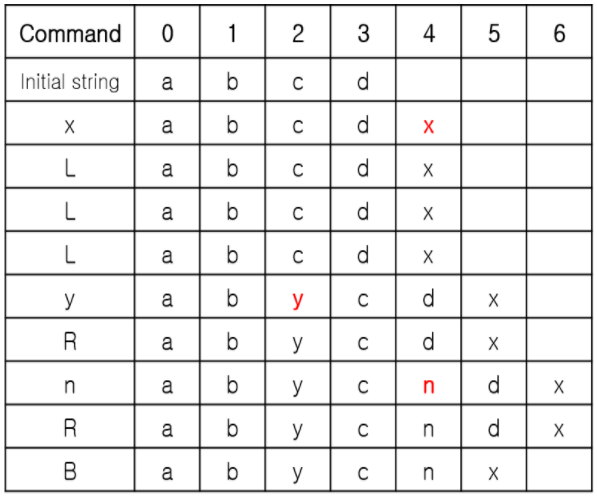 Command 0 1 2 3 4 5 6
Initial string a b c d
x a b c d x
L a b c d x
L a b c d x
L a b c d x
y a b y c d x
R a b y c d x
n a b y c n d x
R a b y c n d x
B a b y c n x